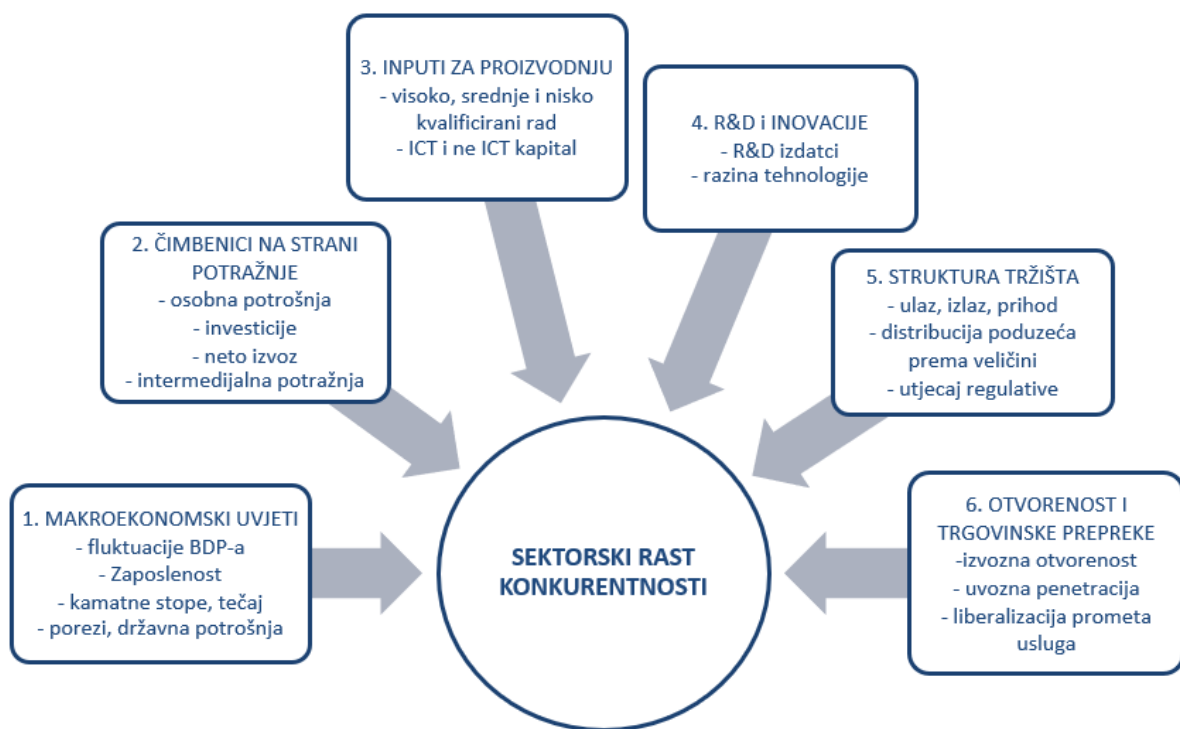 1. MAKROEKONOMSKI UVJETI
- fluktuacije BDP-a
- Zaposlenost
- kamatne stope, tečaj
- porezi, državna potrošnja
2. ČIMBENICI NA STRANI
POTRAŽNJE
- osobna potrošnja
- investicije
- neto izvoz
- intermedijalna potražnja
3. INPUTI ZA PROIZVODNJU
- visoko, srednje i nisko
kvalificirani rad
- ICT i ne ICT kapital
4. R&D i INOVACIJE
- R&D izdatci
- razina tehnologije
5. STRUKTURA TRŽIŠTA
- ulaz, izlaz, prihod
- distribucija poduzeća
prema veličini
- utjecaj regulative
6. OTVORENOST I
TRGOVINSKE PREPREKE
-izvozna otvorenost
- uvozna penetracija
- liberalizacija prometa
usluga
SEKTORSKI RAST
KONKURENTNOSTI